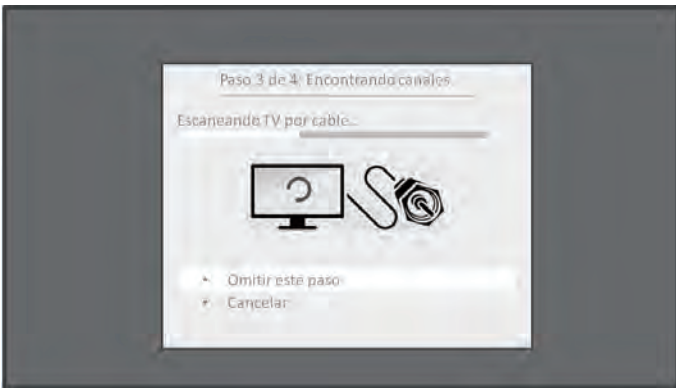 Paso 3 de 4: Encontrando canales
Escaneando TV por cable...
Omitir este paso
Cancelar